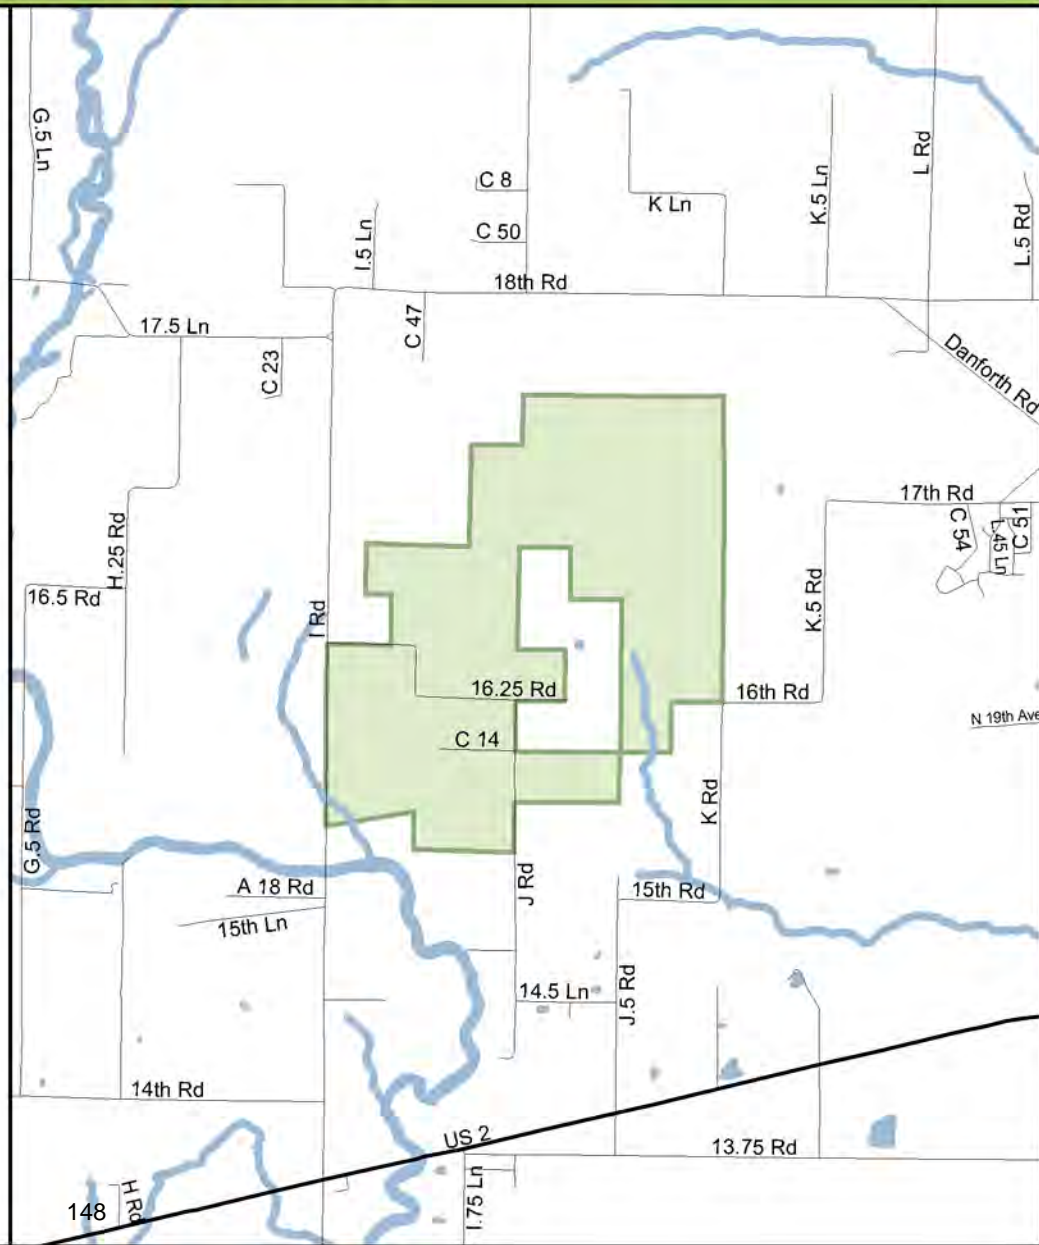 G.5 Ln
L Rd
C 8
K.5 Ln
K Ln
L.5 Rd
C 50
I.5 Ln
18th Rd
17.5 Ln
C 47
C 23
Danforth Rd
17th Rd
C 54
L.45 Ln
C 51
H.25 Rd
16.5 Rd
I Rd
K.5 Rd
16.25 Rd
16th Rd
N 19th Ave
C 14
K Rd
G.5 Rd
A 18 Rd
J Rd
15th Rd
15th Ln
14.5 Ln
J.5 Rd
14th Rd
US 2
13.75 Rd
H Rd
I.75 Ln
148